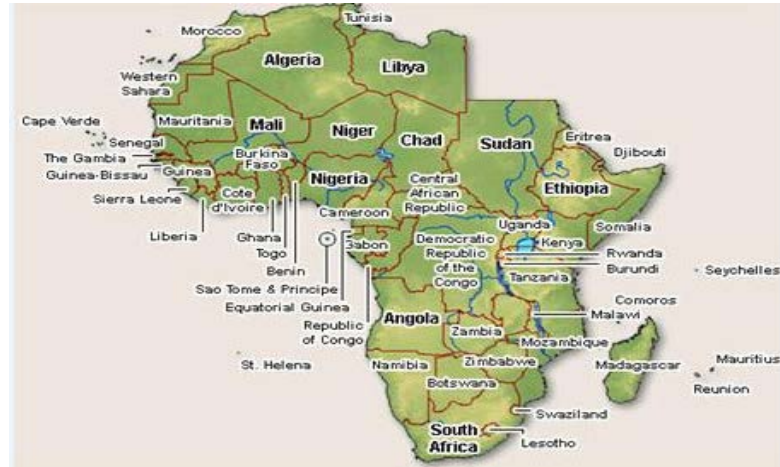 Tunisia
Morocco
Algeria
Libya
Western
Sahara
Cape Verde
Mauritania
Mali
Niger
Chad
Sudan
Eritrea
Djibouti
Senegal
The Gambia
Guinea-Bissau
Guinea
Burkina
Faso
Nigeria
Central
African
Republic
Ethiopia
Sierra Leone
Cote
d'Ivoire
Cameroon
Liberia
Ghana
Togo
Benin
Gabon
Uganda
Kenya
Somalia
Democratic
Republic
of the
Congo
Rwanda
Burundi
Sao Tome & Principe
Equatorial Guinea
Republic
of Congo
Tanzania
Seychelles
Comoros
Malawi
Angola
Zambia
Mozambique
St. Helena
Namibia
Zimbabwe
Botswana
Madagascar
Mauritius
Reunion
Swaziland
South
Africa
Lesotho